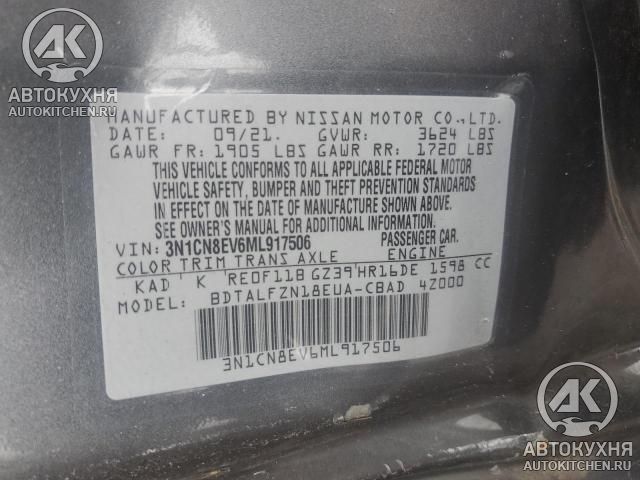 АК
АВТОКУХНЯ
AUTOKITCHEN.RU
MANUFACTURED BY NISSAN MOTOR CO.,LTD.
DATE: 09/21. GVWR: 3624 LBS
GAWR FR: 1905 LBS GAWR RR: 1720 LBS
THIS VEHICLE CONFORMS TO ALL APPLICABLE FEDERAL MOTOR
VEHICLE SAFETY, BUMPER AND THEFT PREVENTION STANDARDS
IN EFFECT ON THE DATE OF MANUFACTURE SHOWN ABOVE.
SEE OWNER'S MANUAL FOR ADDITIONAL INFORMATION.
VIN: 3N1CN8EV6ML917506 PASSENGER CAR.
COLOR TRIM TRANS AXLE ENGINE
KAD K RE0F11B GZ39 HR16DE 1598 CC
MODEL: BDTALFZN18EUA-CBAD 4Z000
3N1CN8EV6ML917506
АК
АВТОКУХНЯ
AUTOKITCHEN.RU